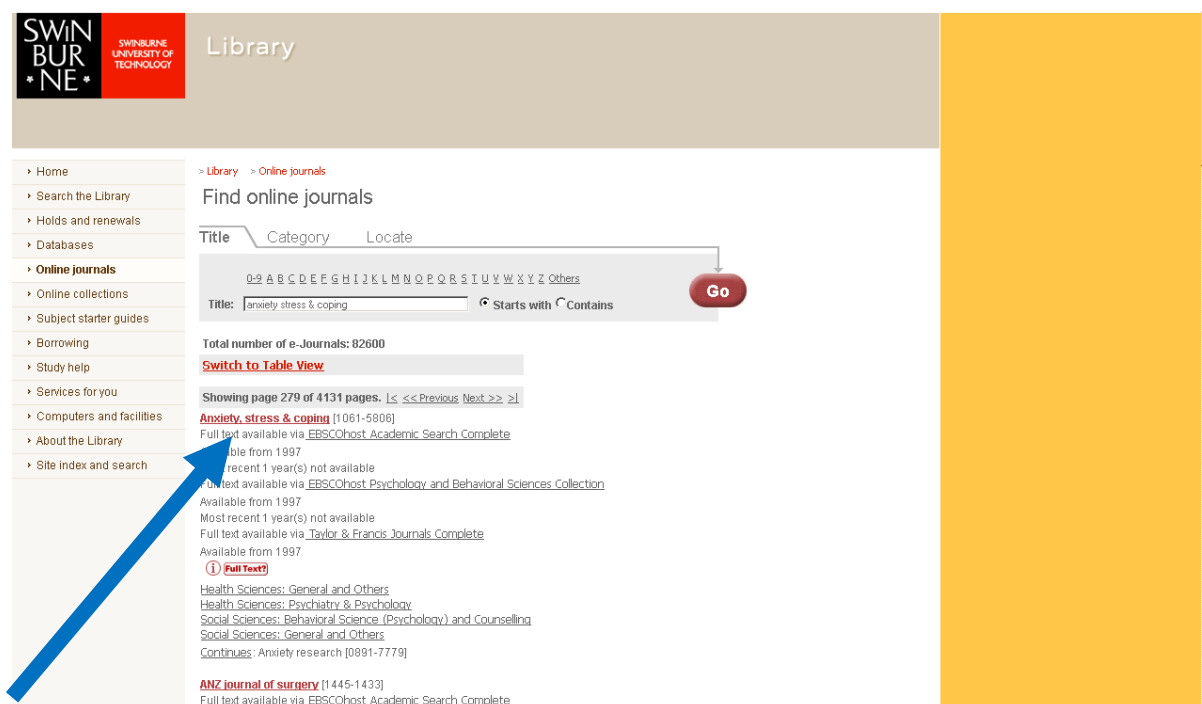 SWIN
BUR
* NE *
SWINBURNE
UNIVERSITY OF
TECHNOLOGY
Library
Home
Search the Library
Holds and renewals
Databases
Online journals
Online collections
Subject starter guides
Borrowing
Study help
Services for you
Computers and facilities
About the Library
Site index and search
> Library > Online journals
Find online journals
Title Category Locate
0-9 A B C D E F G H I J K L M N O P Q R S T U V W X Y Z Others
Title: anxiety stress & coping Starts with Contains
Go
Total number of e-Journals: 82600
Switch to Table View
Showing page 279 of 4131 pages. |< << Previous Next >> >|
Anxiety, stress & coping [1061-5806]
Full text available via EBSCOhost Academic Search Complete
from 1997
recent 1 year(s) not available
text available via EBSCOhost Psychology and Behavioral Sciences Collection
Available from 1997
Most recent 1 year(s) not available
Full text available via Taylor & Francis Journals Complete
Available from 1997
i Full Text?
Health Sciences: General and Others
Health Sciences: Psychiatry & Psychology
Social Sciences: Behavioral Science (Psychology) and Counselling
Social Sciences: General and Others
Continues: Anxiety research [0891-7779]
ANZ journal of surgery [1445-1433]
Full text available via EBSCOhost Academic Search Complete